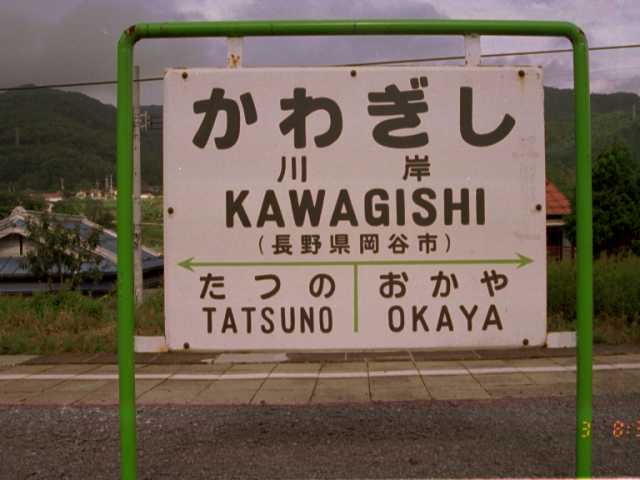 かわぎし
川岸
KAWAGISHI
(長野県岡谷市)
たつの おかや
TATSUNO OKAYA